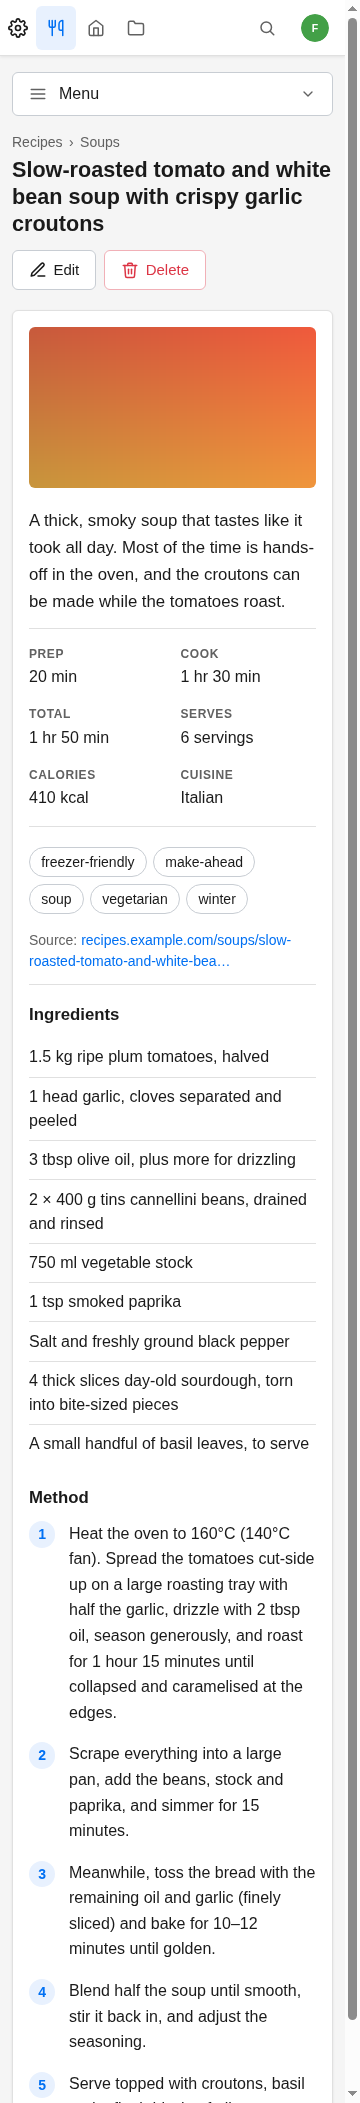 F
Menu
Recipes › Soups
Slow-roasted tomato and white
bean soup with crispy garlic
croutons
Edit
Delete
A thick, smoky soup that tastes like it
took all day. Most of the time is hands-
off in the oven, and the croutons can
be made while the tomatoes roast.
PREP
20 min
COOK
1 hr 30 min
TOTAL
1 hr 50 min
SERVES
6 servings
CALORIES
410 kcal
CUISINE
Italian
freezer-friendly
make-ahead
soup
vegetarian
winter
Source: recipes.example.com/soups/slow-
roasted-tomato-and-white-bea…
Ingredients
1.5 kg ripe plum tomatoes, halved
1 head garlic, cloves separated and
peeled
3 tbsp olive oil, plus more for drizzling
2 × 400 g tins cannellini beans, drained
and rinsed
750 ml vegetable stock
1 tsp smoked paprika
Salt and freshly ground black pepper
4 thick slices day-old sourdough, torn
into bite-sized pieces
A small handful of basil leaves, to serve
Method
1 Heat the oven to 160°C (140°C
fan). Spread the tomatoes cut-side
up on a large roasting tray with
half the garlic, drizzle with 2 tbsp
oil, season generously, and roast
for 1 hour 15 minutes until
collapsed and caramelised at the
edges.
2 Scrape everything into a large
pan, add the beans, stock and
paprika, and simmer for 15
minutes.
3 Meanwhile, toss the bread with the
remaining oil and garlic (finely
sliced) and bake for 10–12
minutes until golden.
4 Blend half the soup until smooth,
stir it back in, and adjust the
seasoning.
5 Serve topped with croutons, basil